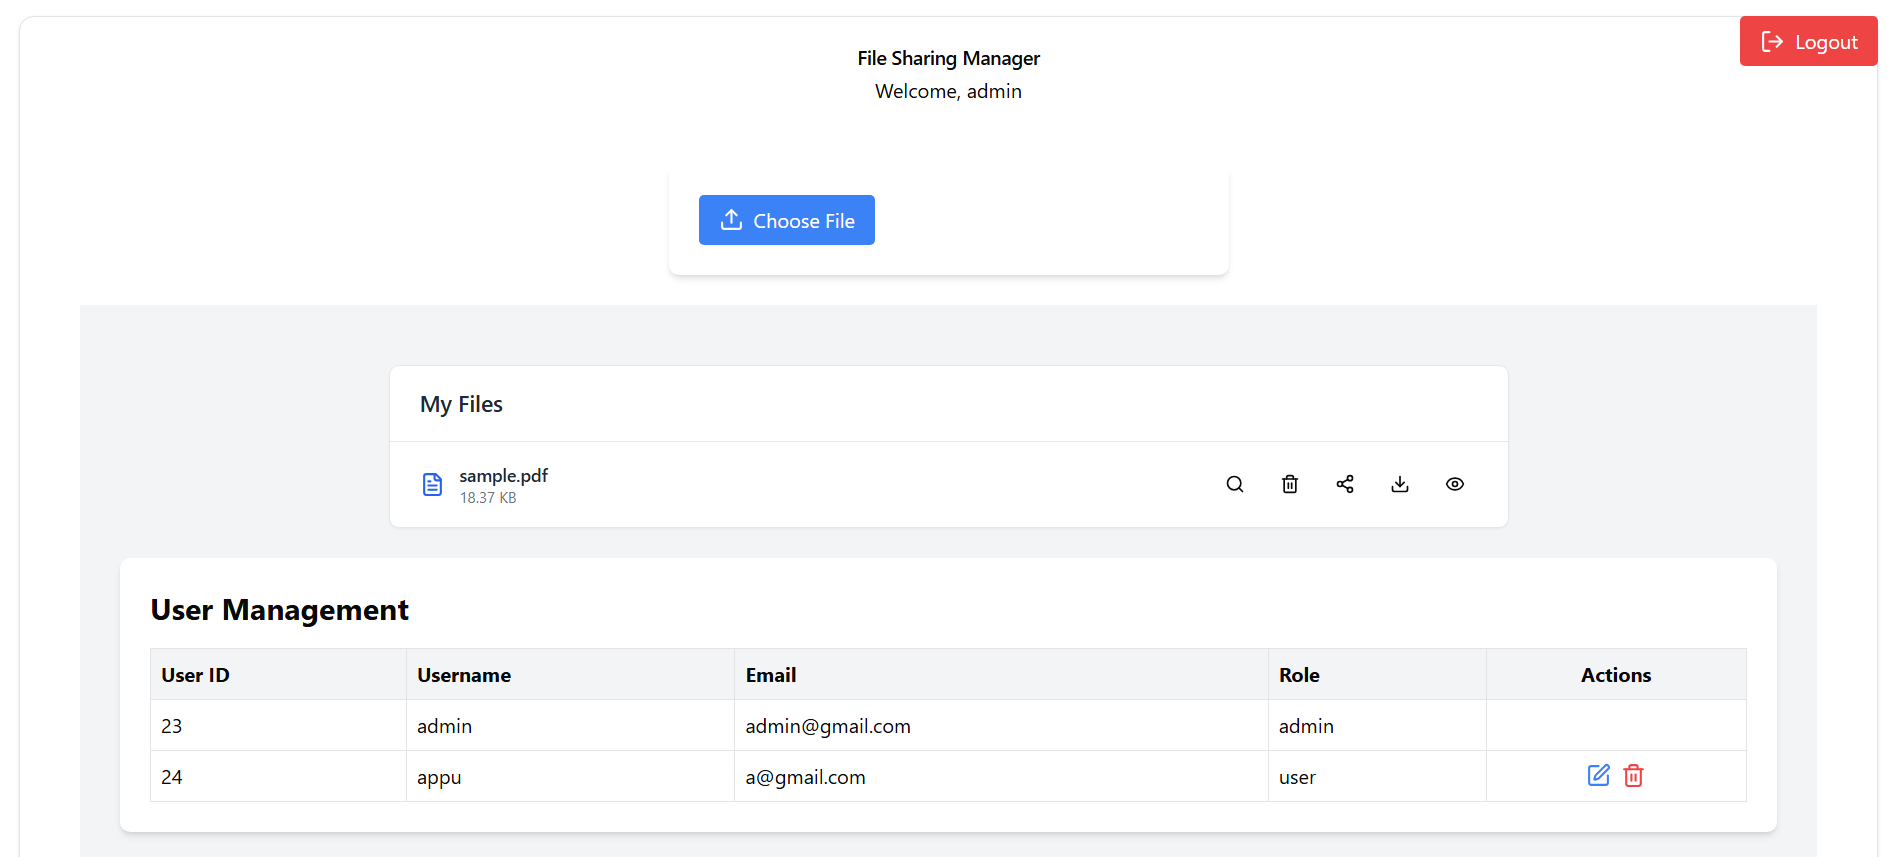 Logout
File Sharing Manager
Welcome, admin
Choose File
My Files
sample.pdf
18.37 KB
User Management
User ID Username Email Role Actions
23 admin admin@gmail.com admin
24 appu a@gmail.com user